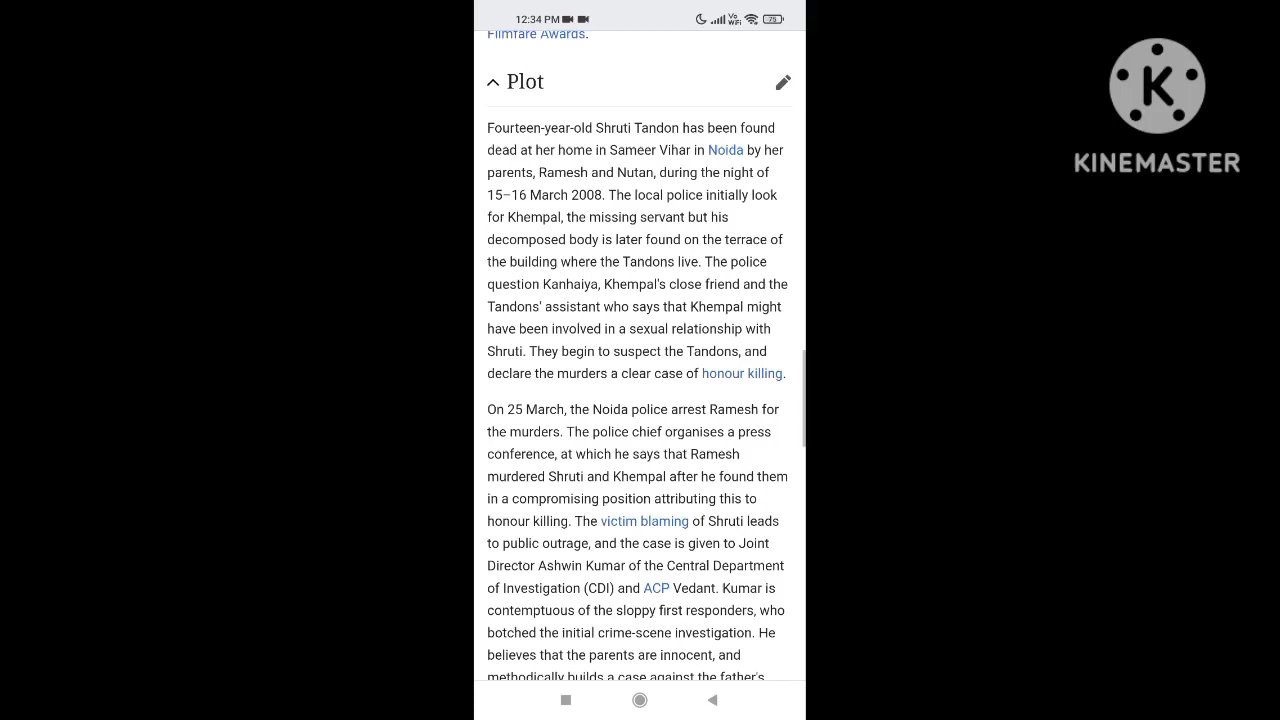 12:34 PM
Vo
WiFi
75
Filmfare Awards.
Plot
Fourteen-year-old Shruti Tandon has been found
dead at her home in Sameer Vihar in Noida by her
parents, Ramesh and Nutan, during the night of
15–16 March 2008. The local police initially look
for Khempal, the missing servant but his
decomposed body is later found on the terrace of
the building where the Tandons live. The police
question Kanhaiya, Khempal's close friend and the
Tandons' assistant who says that Khempal might
have been involved in a sexual relationship with
Shruti. They begin to suspect the Tandons, and
declare the murders a clear case of honour killing.
On 25 March, the Noida police arrest Ramesh for
the murders. The police chief organises a press
conference, at which he says that Ramesh
murdered Shruti and Khempal after he found them
in a compromising position attributing this to
honour killing. The victim blaming of Shruti leads
to public outrage, and the case is given to Joint
Director Ashwin Kumar of the Central Department
of Investigation (CDI) and ACP Vedant. Kumar is
contemptuous of the sloppy first responders, who
botched the initial crime-scene investigation. He
believes that the parents are innocent, and
methodically builds a case against the father's
K
KINEMASTER